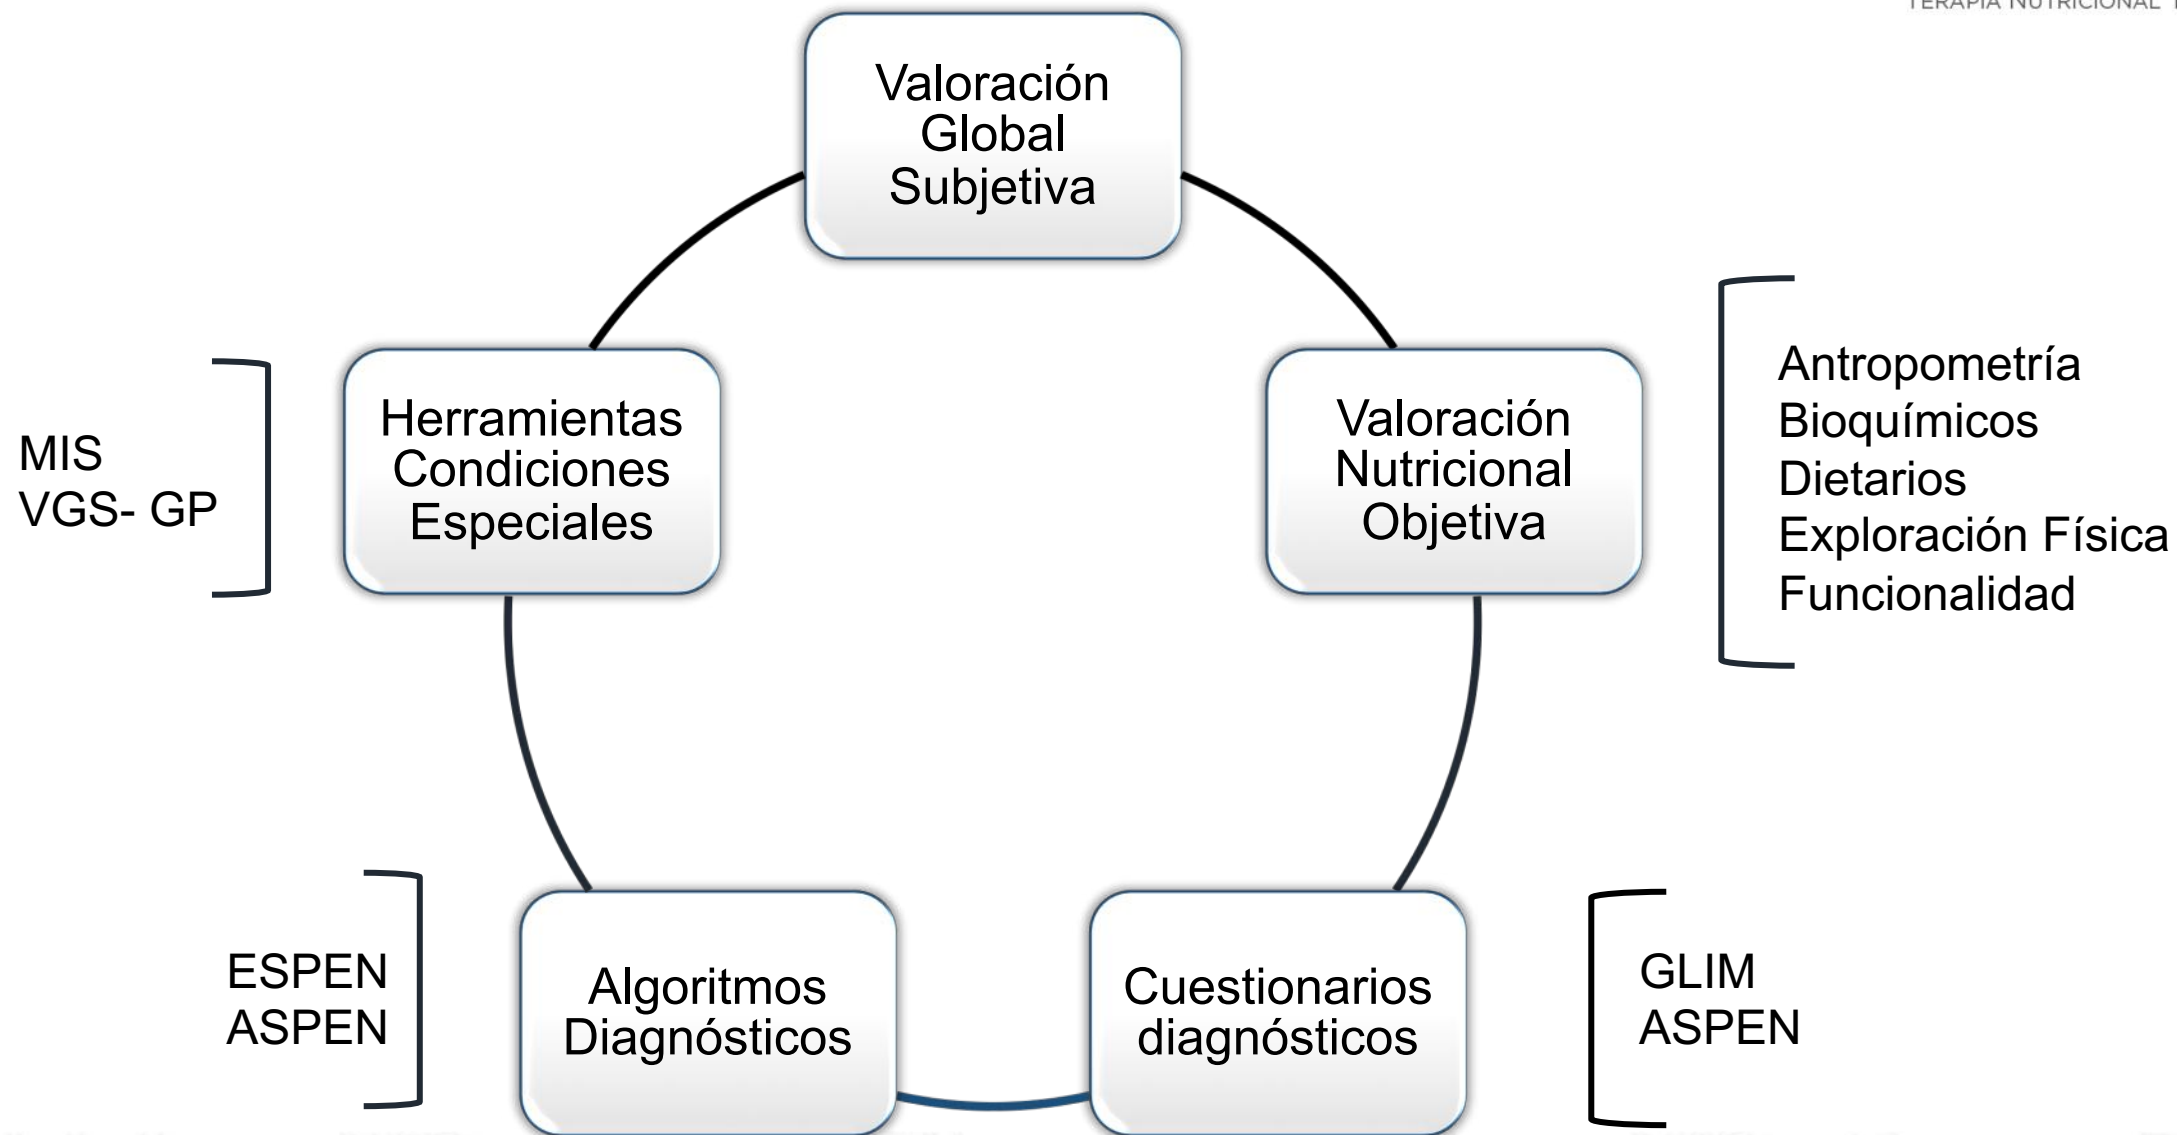 TERAPIA NUTRICIONAL
Valoración
Global
Subjetiva
Valoración
Nutricional
Objetiva
Antropometría
Bioquímicos
Dietarios
Exploración Física
Funcionalidad
Cuestionarios
diagnósticos
GLIM
ASPEN
Algoritmos
Diagnósticos
ESPEN
ASPEN
Herramientas
Condiciones
Especiales
MIS
VGS- GP